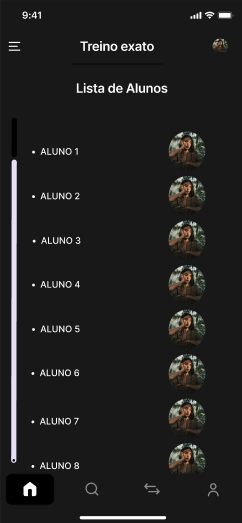 9:41
Treino exato
Lista de Alunos
• ALUNO 1
• ALUNO 2
• ALUNO 3
• ALUNO 4
• ALUNO 5
• ALUNO 6
• ALUNO 7
• ALUNO 8